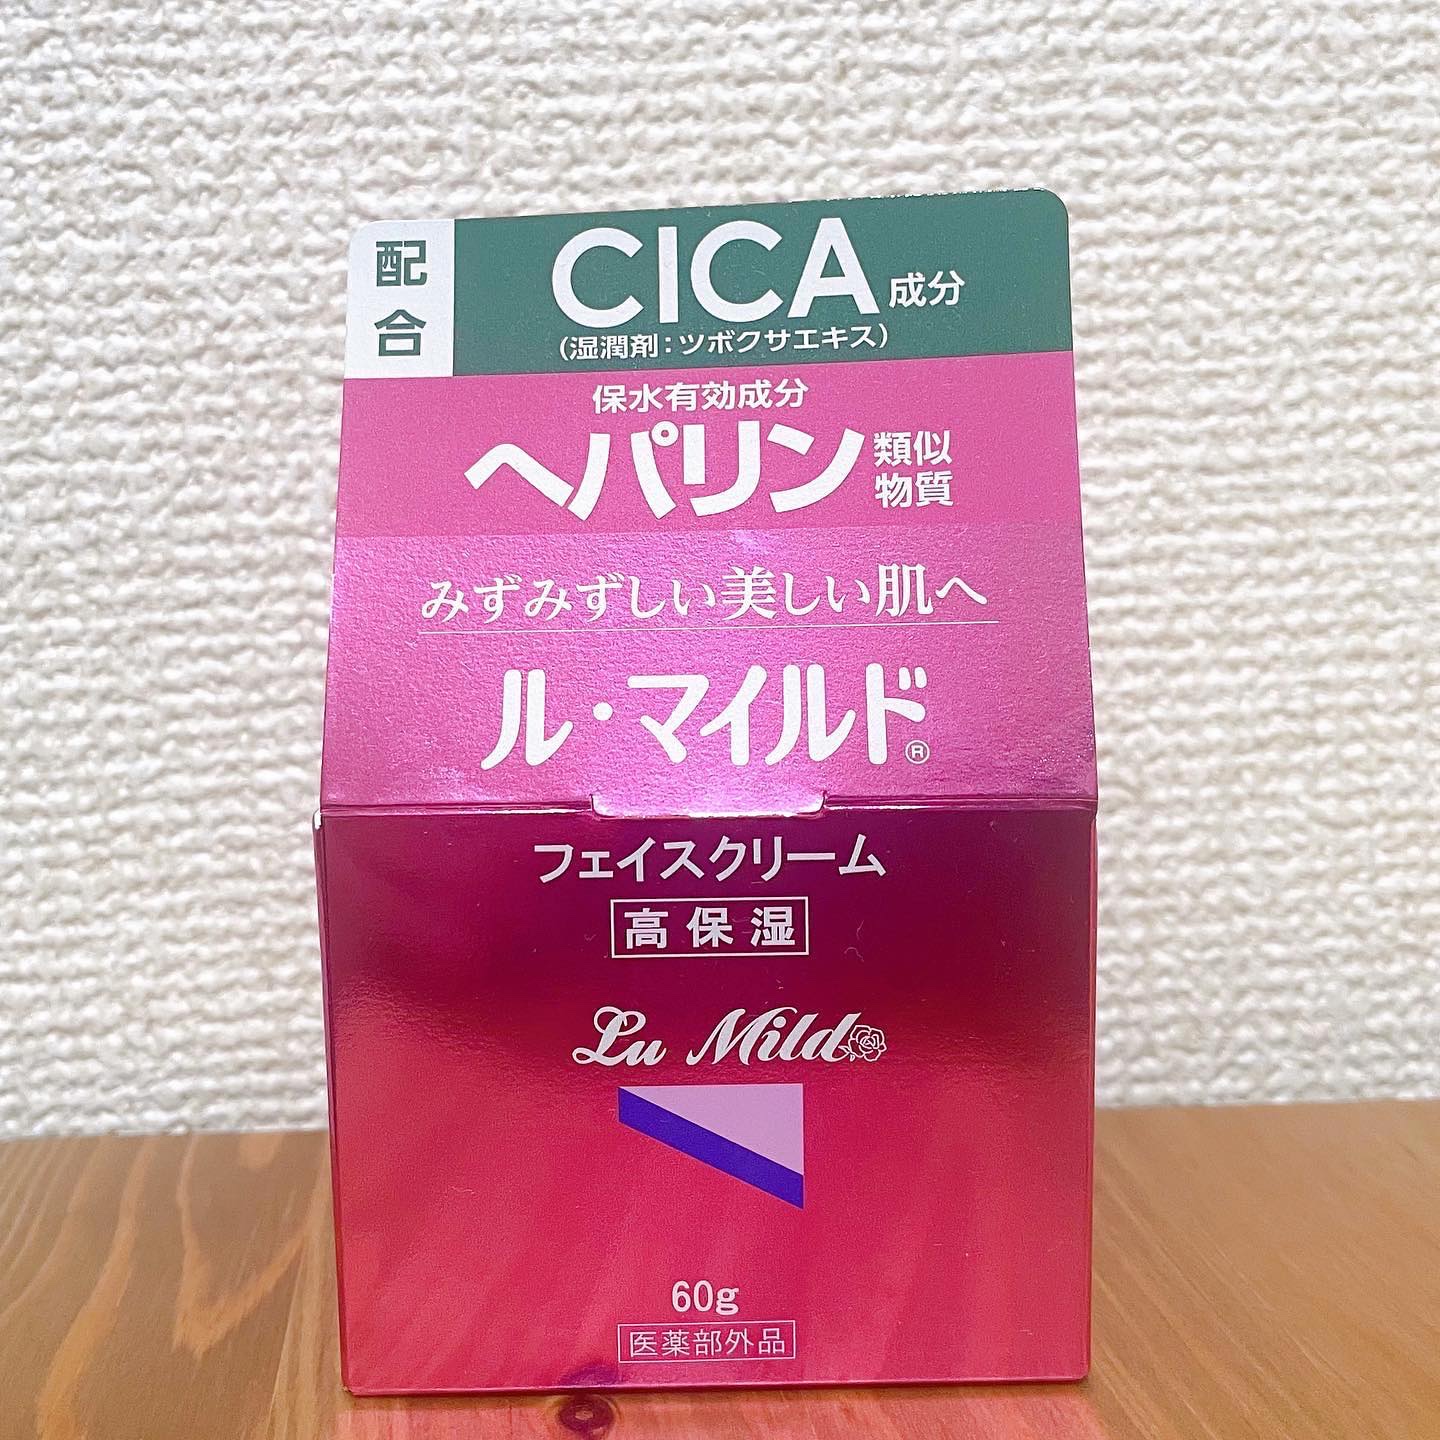 配合
CICA成分
（湿潤剤：ツボクサエキス）
保水有効成分
ヘパリン類似物質
みずみずしい美しい肌へ
ル・マイルド®
フェイスクリーム
高保湿
Lu Mild
60g
医薬部外品